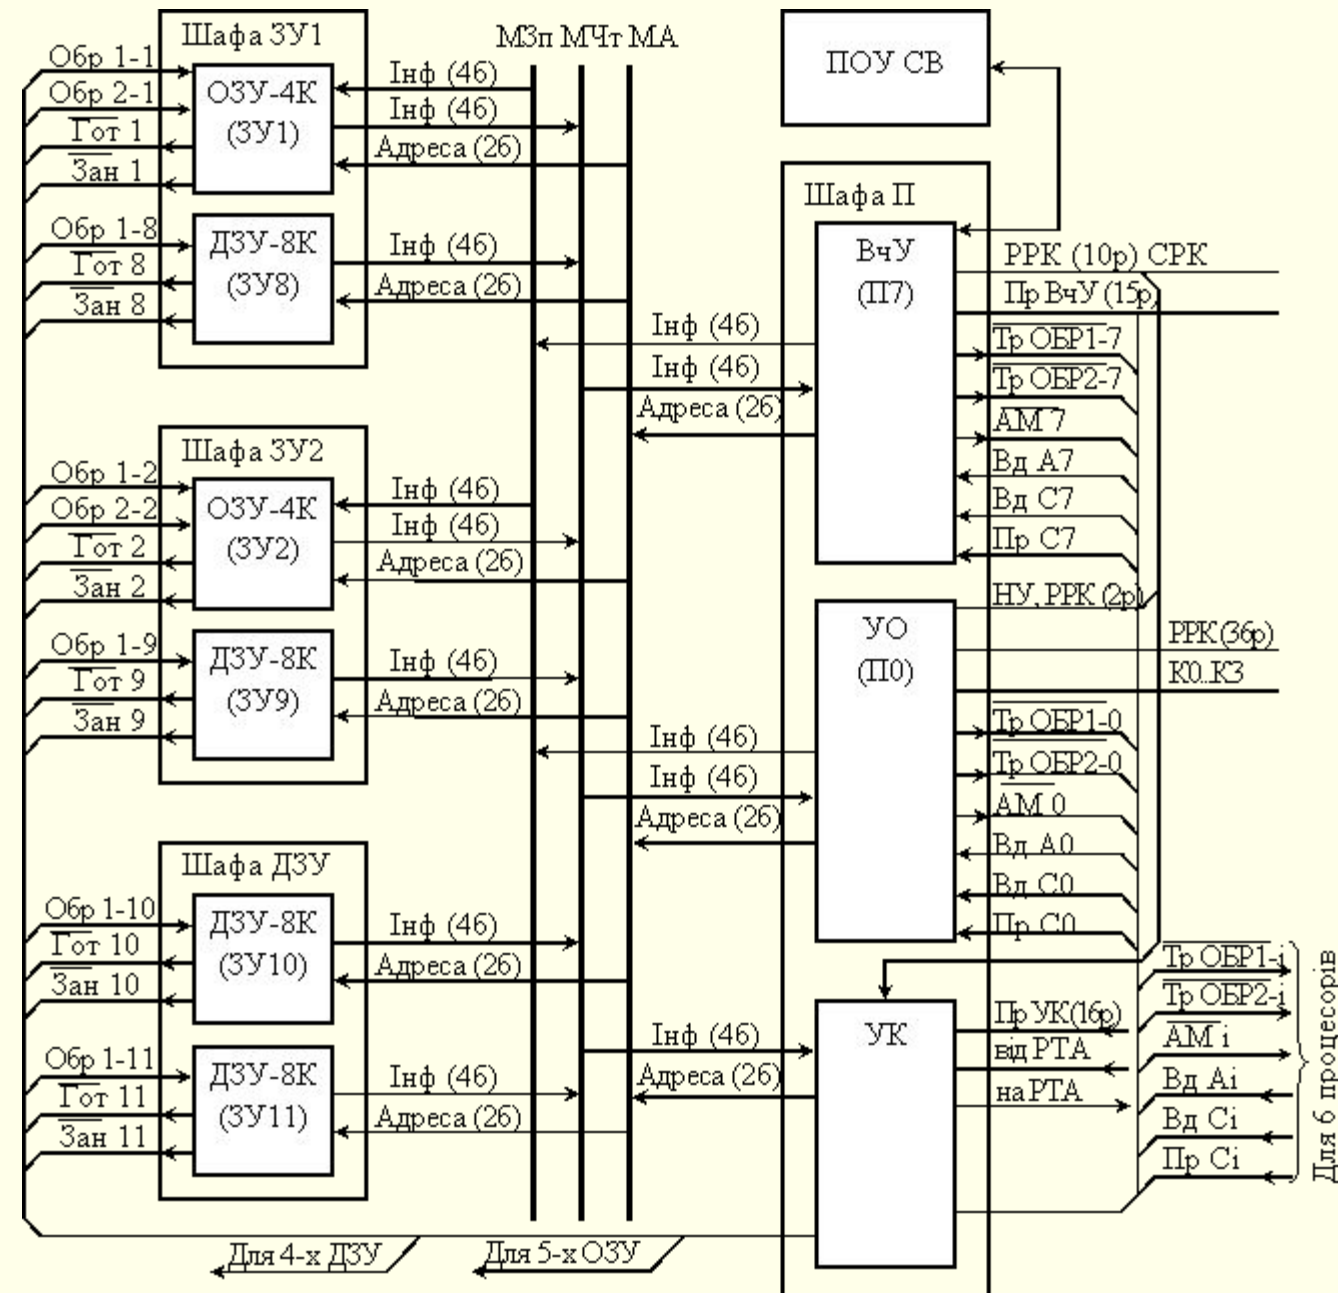 Шафа ЗУ1
МЗп МЧт МА
ПОУ СВ
Обр 1-1
Обр 2-1
Гот 1
Зан 1
ОЗУ-4К
(ЗУ1)
Інф (46)
Інф (46)
Адреса (26)
Обр 1-8
Гот 8
Зан 8
ДЗУ-8К
(ЗУ8)
Інф (46)
Адреса (26)
Шафа П
ВчУ
(П7)
РРК (10р) СРК
Пр ВчУ (15р)
Інф (46)
Інф (46)
Адреса (26)
Тр ОБР1-7
Тр ОБР2-7
АМ 7
Вд А7
Вд С7
Пр С7
Шафа ЗУ2
Обр 1-2
Обр 2-2
Гот 2
Зан 2
ОЗУ-4К
(ЗУ2)
Інф (46)
Інф (46)
Адреса (26)
Обр 1-9
Гот 9
Зан 9
ДЗУ-8К
(ЗУ9)
Інф (46)
Адреса (26)
УО
(П0)
НУ, РРК (2р)
РРК (36р)
К0..К3
Інф (46)
Інф (46)
Адреса (26)
Тр ОБР1-0
Тр ОБР2-0
АМ 0
Вд А0
Вд С0
Пр С0
Шафа ДЗУ
Обр 1-10
Гот 10
Зан 10
ДЗУ-8К
(ЗУ10)
Інф (46)
Адреса (26)
Обр 1-11
Гот 11
Зан 11
ДЗУ-8К
(ЗУ11)
Інф (46)
Адреса (26)
УК
Інф (46)
Адреса (26)
Пр УК (16р)
від РТА
на РТА
Тр ОБР1-і
Тр ОБР2-і
АМ і
Вд Аі
Вд Сі
Пр Сі
Для 6 процесорів
Для 4-х ДЗУ
Для 5-х ОЗУ